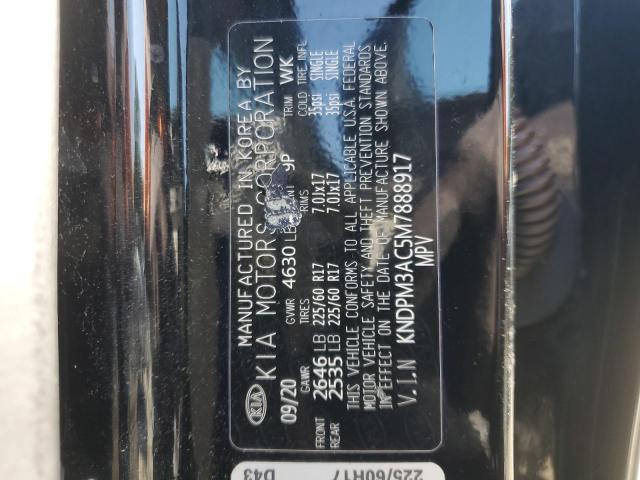 MANUFACTURED IN KOREA BY
KIA KIA MOTORS CORPORATION
09/20 GVWR 4630 LB 9P TRIM WK
GAWR TIRES RIMS COLD TIRE INFL
FRONT 2646 LB 225/60 R17 7.0Jx17 35psi SINGLE
REAR 2535 LB 225/60 R17 7.0Jx17 35psi SINGLE
THIS VEHICLE CONFORMS TO ALL APPLICABLE U.S.A. FEDERAL
MOTOR VEHICLE SAFETY AND THEFT PREVENTION STANDARDS
IN EFFECT ON THE DATE OF MANUFACTURE SHOWN ABOVE.
V.I.N KNDPM3AC5M7888917
MPV
D43
225/60R17